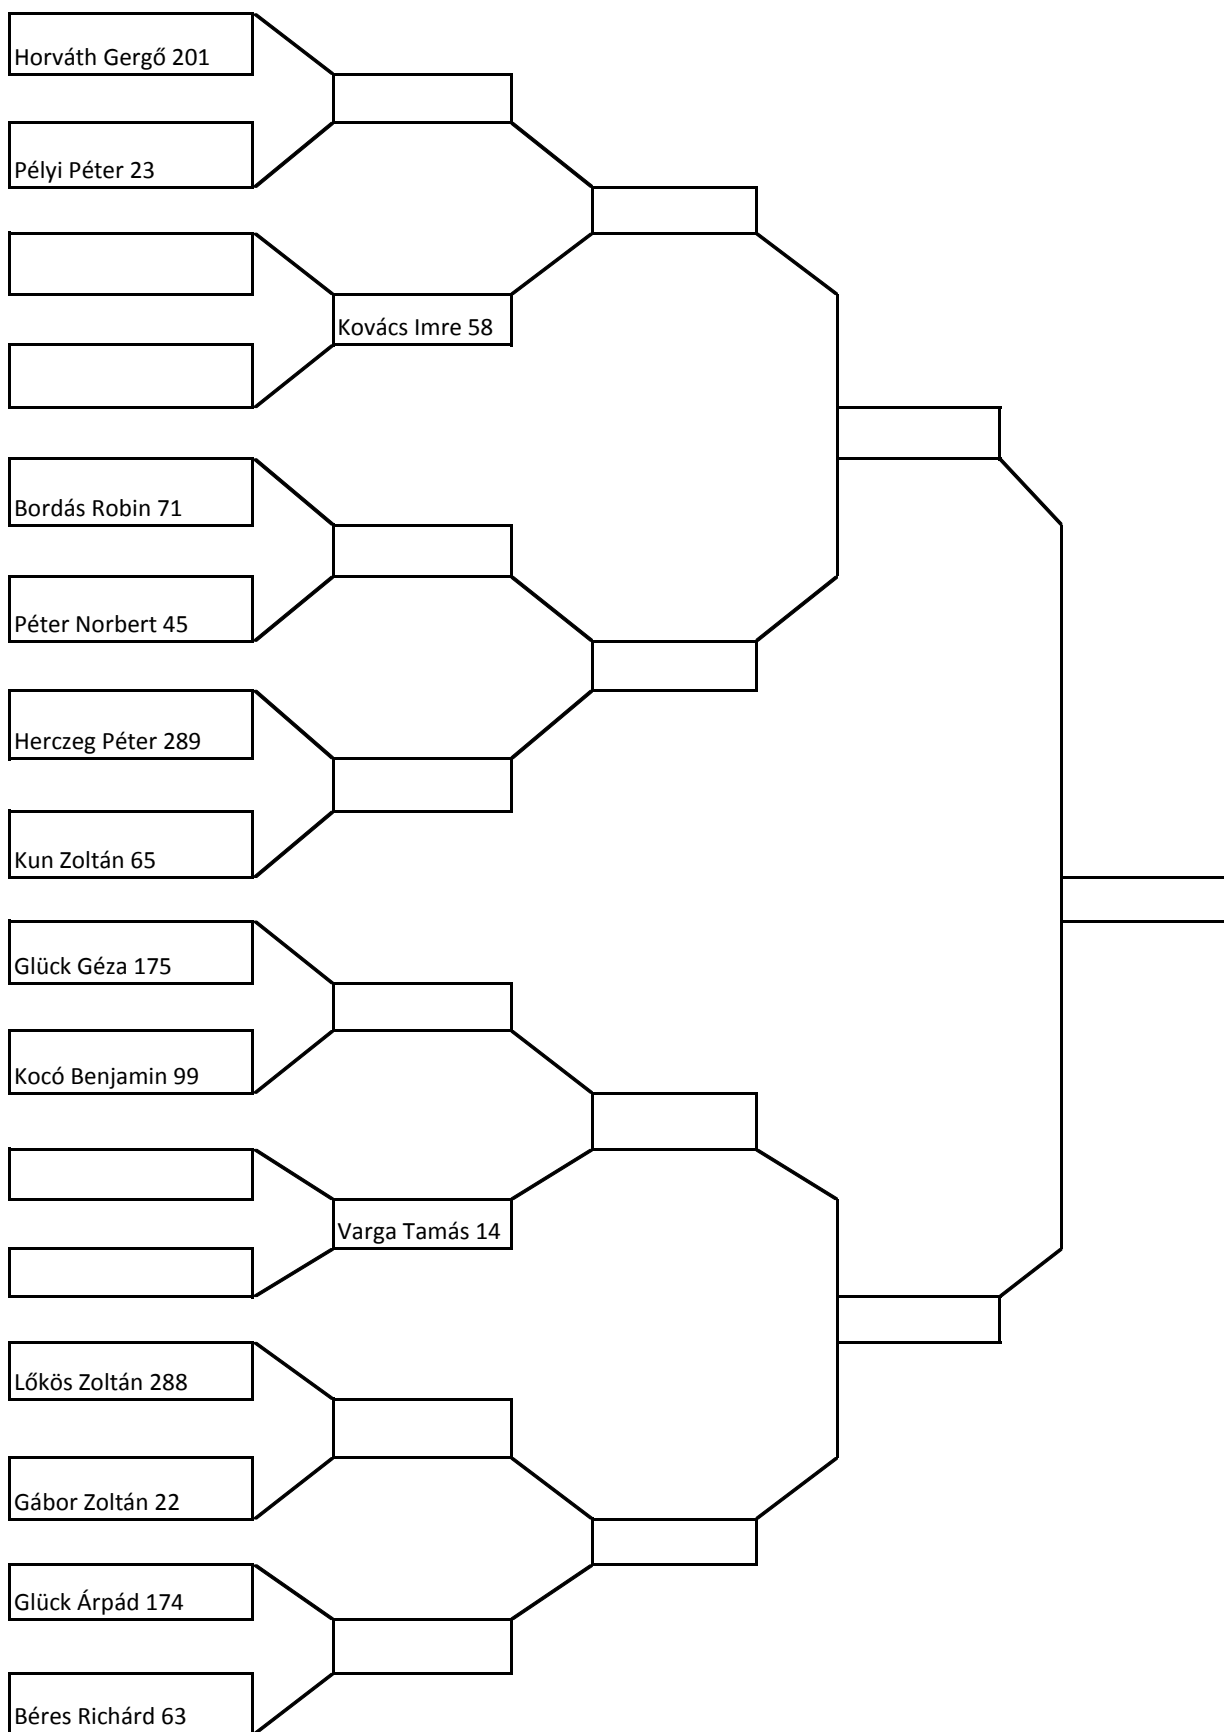 Horváth Gergő 201
Pélyi Péter 23
Kovács Imre 58
Bordás Robin 71
Péter Norbert 45
Herczeg Péter 289
Kun Zoltán 65
Glück Géza 175
Kocó Benjamin 99
Varga Tamás 14
Lőkös Zoltán 288
Gábor Zoltán 22
Glück Árpád 174
Béres Richárd 63